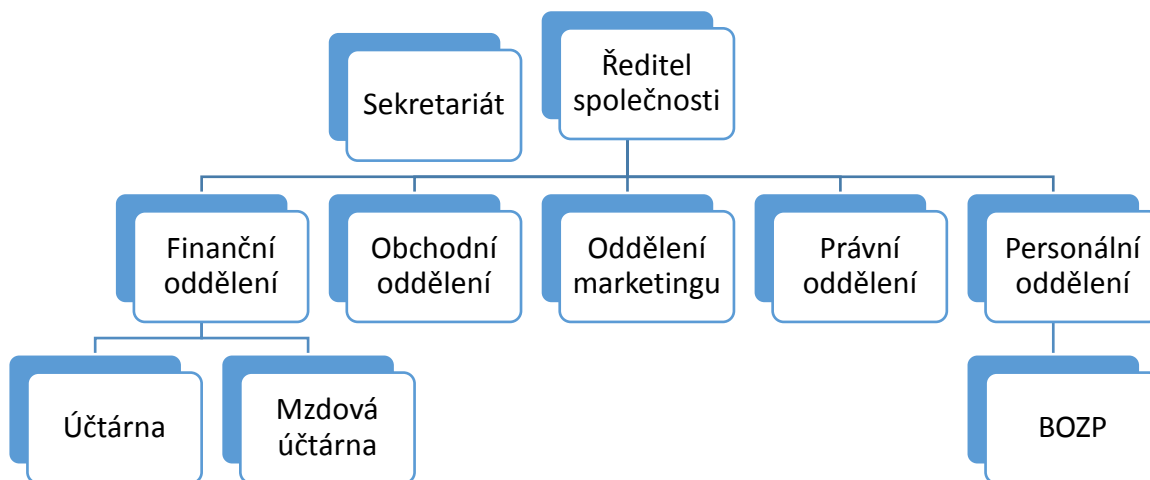 Sekretariát
Ředitel
společnosti
Finanční
oddělení
Obchodní
oddělení
Oddělení
marketingu
Právní
oddělení
Personální
oddělení
Účtárna
Mzdová
účtárna
BOZP